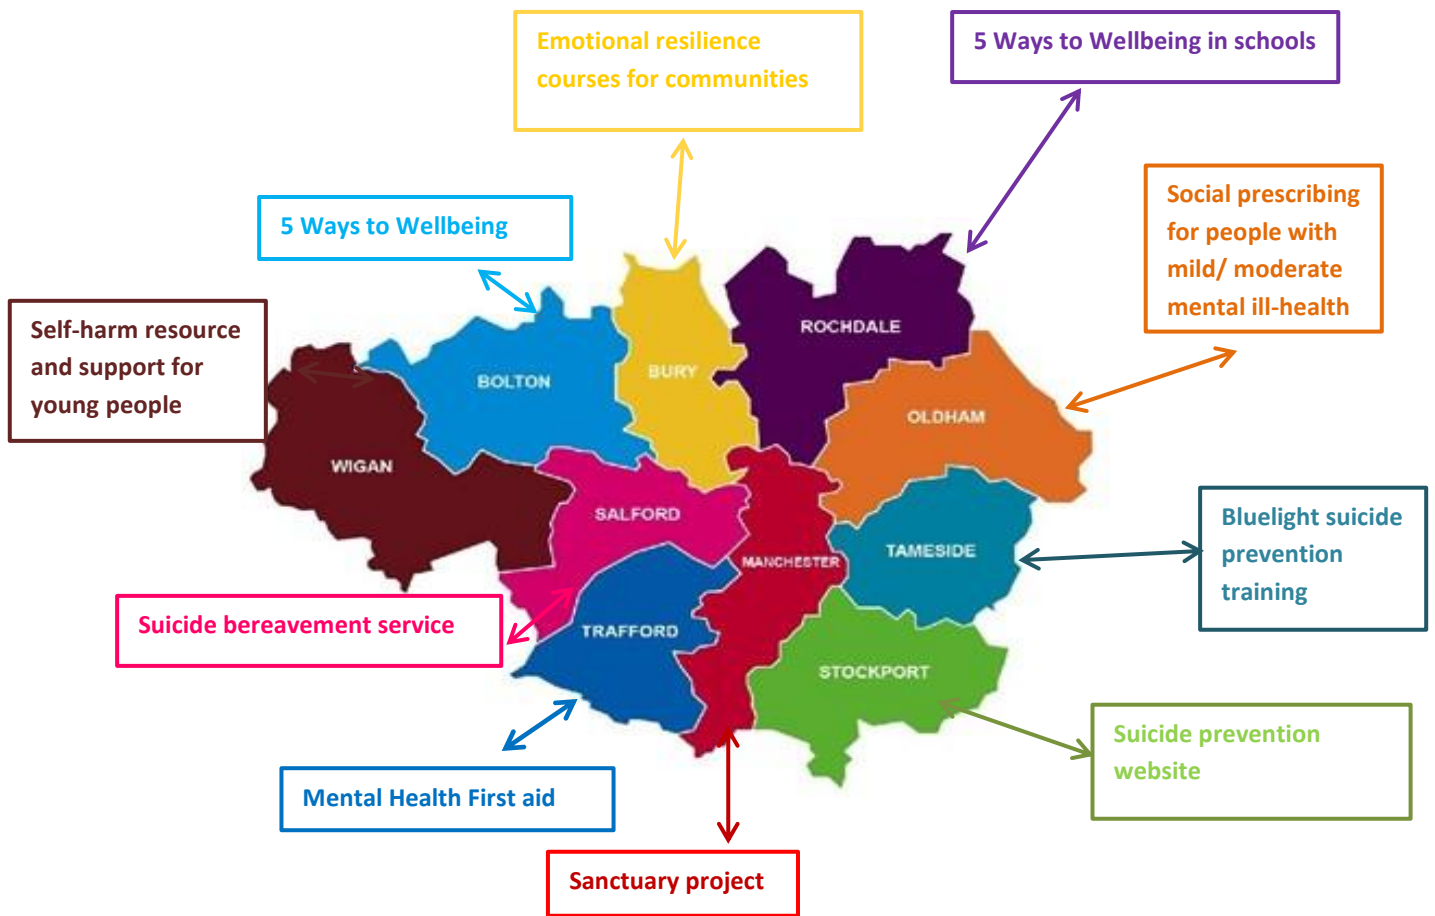 Emotional resilience
courses for communities
5 Ways to Wellbeing in schools
5 Ways to Wellbeing
Social prescribing
for people with
mild/ moderate
mental ill-health
Self-harm resource
and support for
young people
ROCHDALE
BURY
BOLTON
OLDHAM
WIGAN
SALFORD
MANCHESTER
TAMESIDE
Bluelight suicide
prevention
training
Suicide bereavement service
TRAFFORD
STOCKPORT
Suicide prevention
website
Mental Health First aid
Sanctuary project